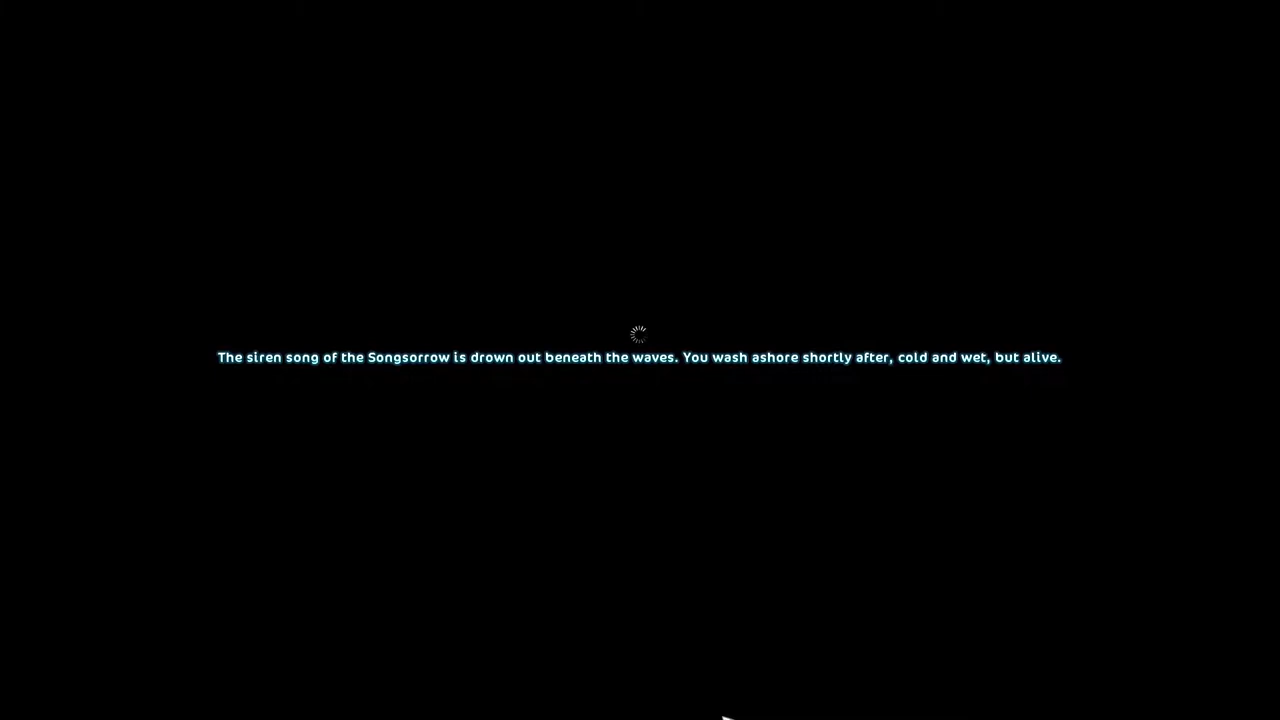 The siren song of the Songsorrow is drown out beneath the waves. You wash ashore shortly after, cold and wet, but alive.